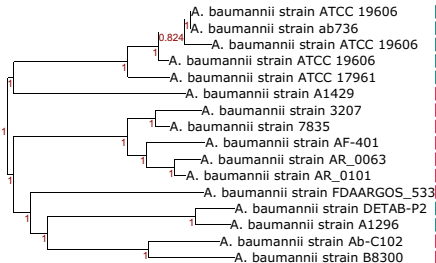 A. baumannii strain ATCC 19606
A. baumannii strain ab736
0.824
A. baumannii strain ATCC 19606
1
A. baumannii strain ATCC 19606
1
A. baumannii strain ATCC 17961
1
A. baumannii strain A1429
1
A. baumannii strain 3207
1
A. baumannii strain 7835
1
A. baumannii strain AF-401
1
A. baumannii strain AR_0063
1
A. baumannii strain AR_0101
1
1
A. baumannii strain FDAARGOS_533
1
A. baumannii strain DETAB-P2
1
A. baumannii strain A1296
1
A. baumannii strain Ab-C102
1
A. baumannii strain B8300
1